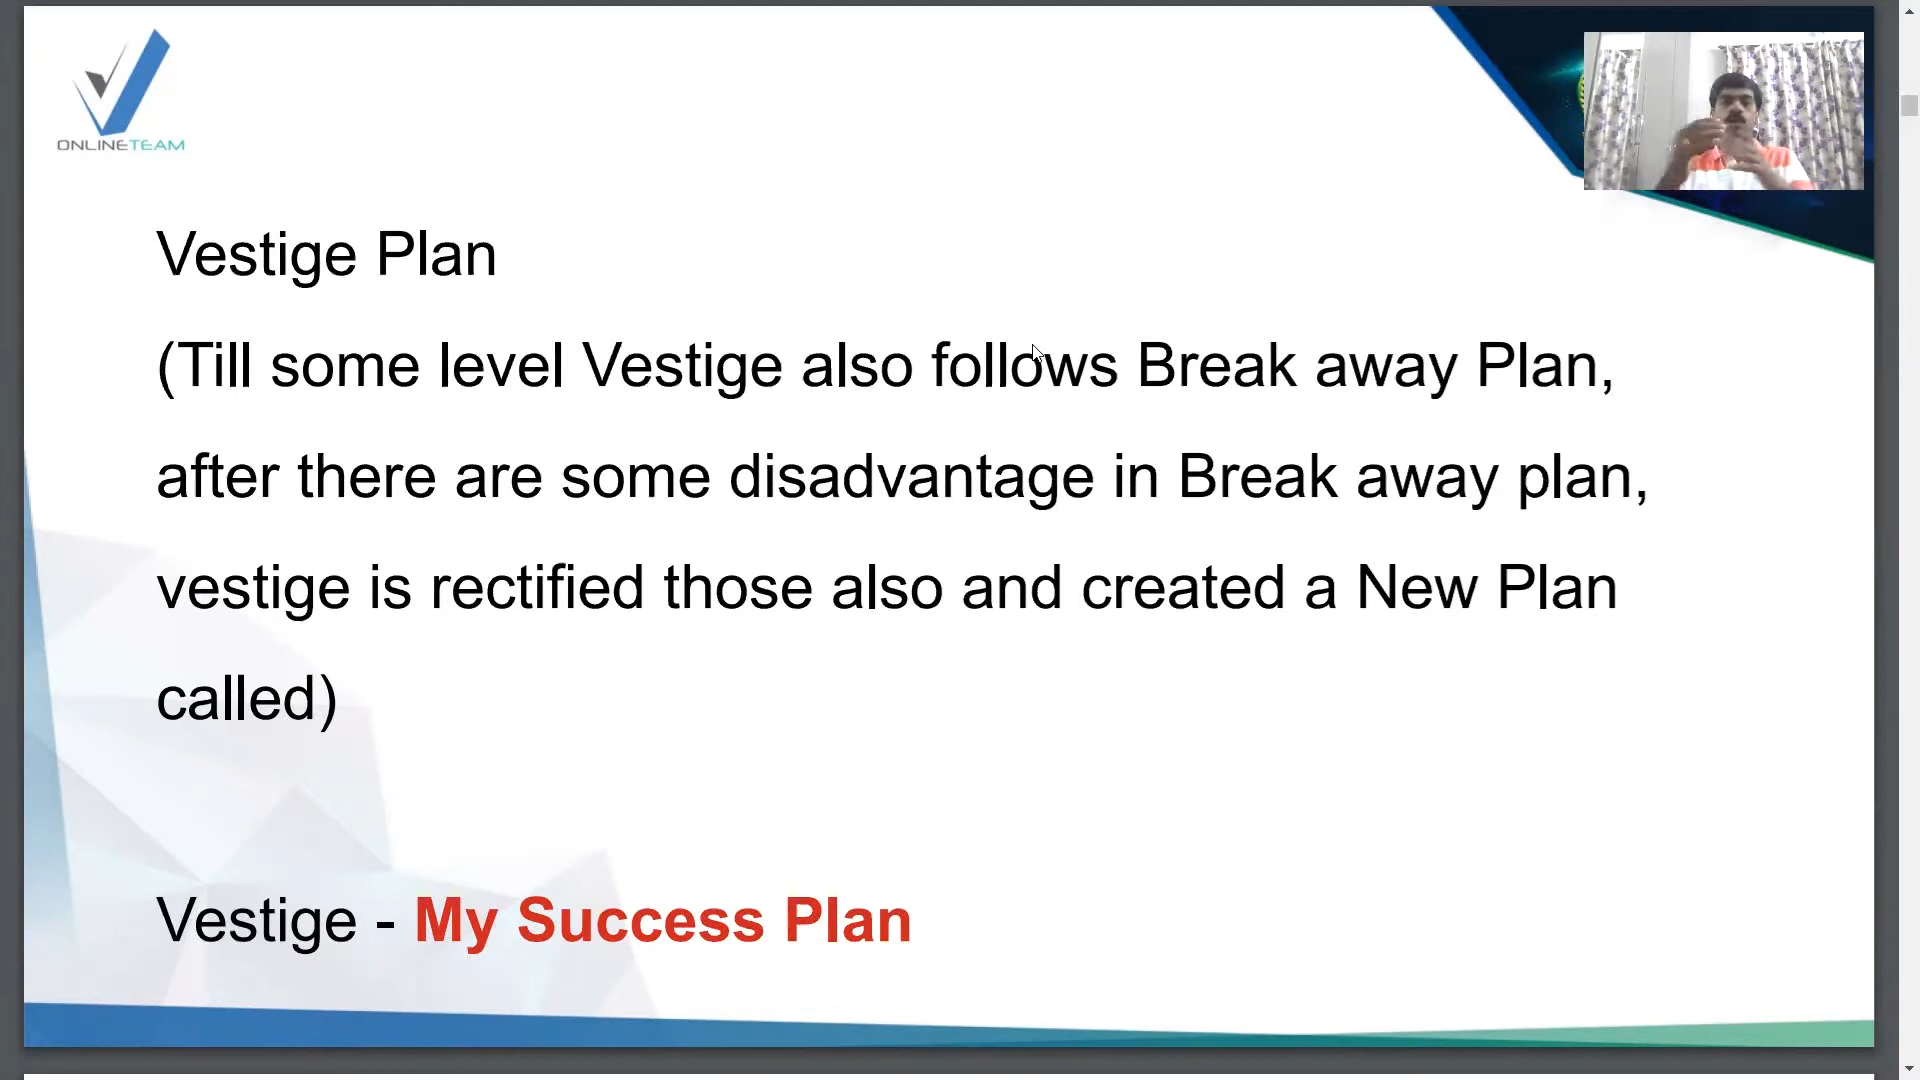 ONLINETEAM
Vestige Plan
(Till some level Vestige also follows Break away Plan,
after there are some disadvantage in Break away plan,
vestige is rectified those also and created a New Plan
called)
Vestige - My Success Plan